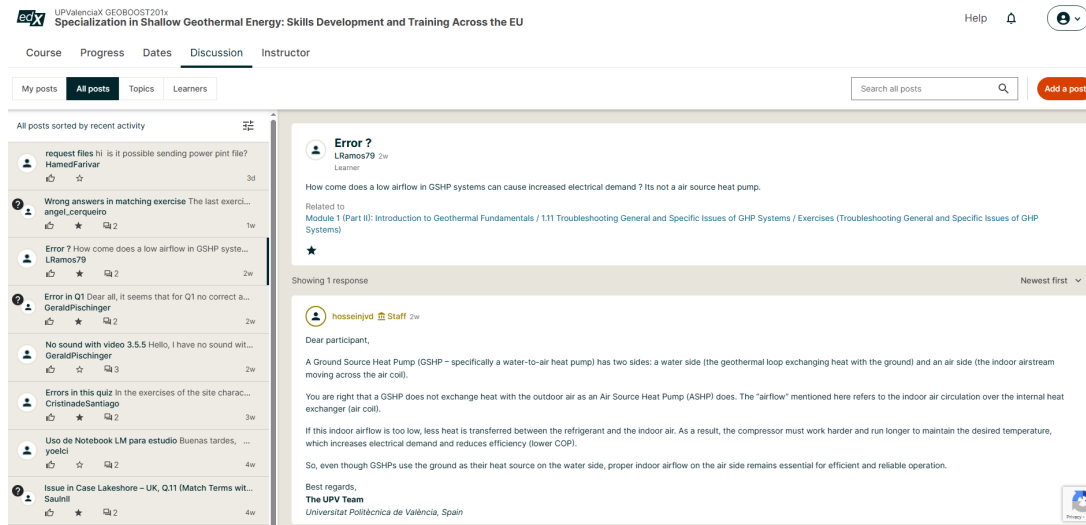 edX
UPValenciaX GEOBOOST201x
Specialization in Shallow Geothermal Energy: Skills Development and Training Across the EU
Help
Course Progress Dates Discussion Instructor
My posts All posts Topics Learners
Search all posts
Add a post
All posts sorted by recent activity
request files hi is it possible sending power pint file?
HamedFarivar
3d
? Wrong answers in matching exercise The last exerci...
angel_cerqueiro
2 1w
Error ? How come does a low airflow in GSHP syste...
LRamos79
2 2w
? Error in Q1 Dear all, it seems that for Q1 no correct a...
GeraldPischinger
2 2w
No sound with video 3.5.5 Hello, I have no sound wit...
GeraldPischinger
3 2w
Errors in this quiz In the exercises of the site charac...
CristinadeSantiago
2 3w
Uso de Notebook LM para estudio Buenas tardes, ...
yoelci
2 4w
? Issue in Case Lakeshore – UK, Q.11 (Match Terms wit...
SaulnII
2 4w
Error ?
LRamos79 2w
Learner
How come does a low airflow in GSHP systems can cause increased electrical demand ? Its not a air source heat pump.
Related to
Module 1 (Part II): Introduction to Geothermal Fundamentals / 1.11 Troubleshooting General and Specific Issues of GHP Systems / Exercises (Troubleshooting General and Specific Issues of GHP
Systems)
Showing 1 response
Newest first
hosseinjvd Staff 2w
Dear participant,
A Ground Source Heat Pump (GSHP – specifically a water-to-air heat pump) has two sides: a water side (the geothermal loop exchanging heat with the ground) and an air side (the indoor airstream
moving across the air coil).
You are right that a GSHP does not exchange heat with the outdoor air as an Air Source Heat Pump (ASHP) does. The "airflow" mentioned here refers to the indoor air circulation over the internal heat
exchanger (air coil).
If this indoor airflow is too low, less heat is transferred between the refrigerant and the indoor air. As a result, the compressor must work harder and run longer to maintain the desired temperature,
which increases electrical demand and reduces efficiency (lower COP).
So, even though GSHPs use the ground as their heat source on the water side, proper indoor airflow on the air side remains essential for efficient and reliable operation.
Best regards,
The UPV Team
Universitat Politècnica de València, Spain
Privacy